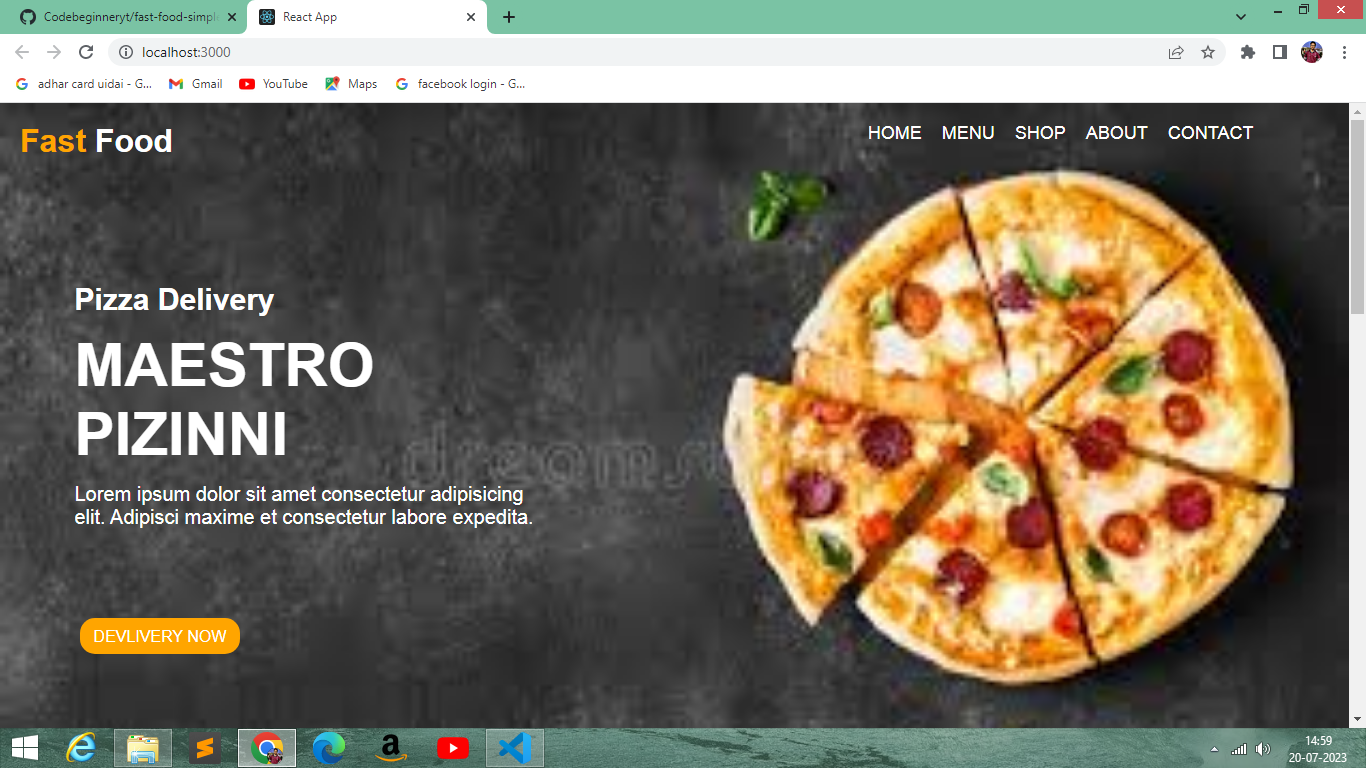 Codebeginneryt/fast-food-simple
React App
localhost:3000
adhar card uidai - G...
Gmail
YouTube
Maps
facebook login - G...
Fast Food
HOME
MENU
SHOP
ABOUT
CONTACT
Pizza Delivery
MAESTRO
PIZINNI
Lorem ipsum dolor sit amet consectetur adipisicing
elit. Adipisci maxime et consectetur labore expedita.
DEVLIVERY NOW
14:59
20-07-2023